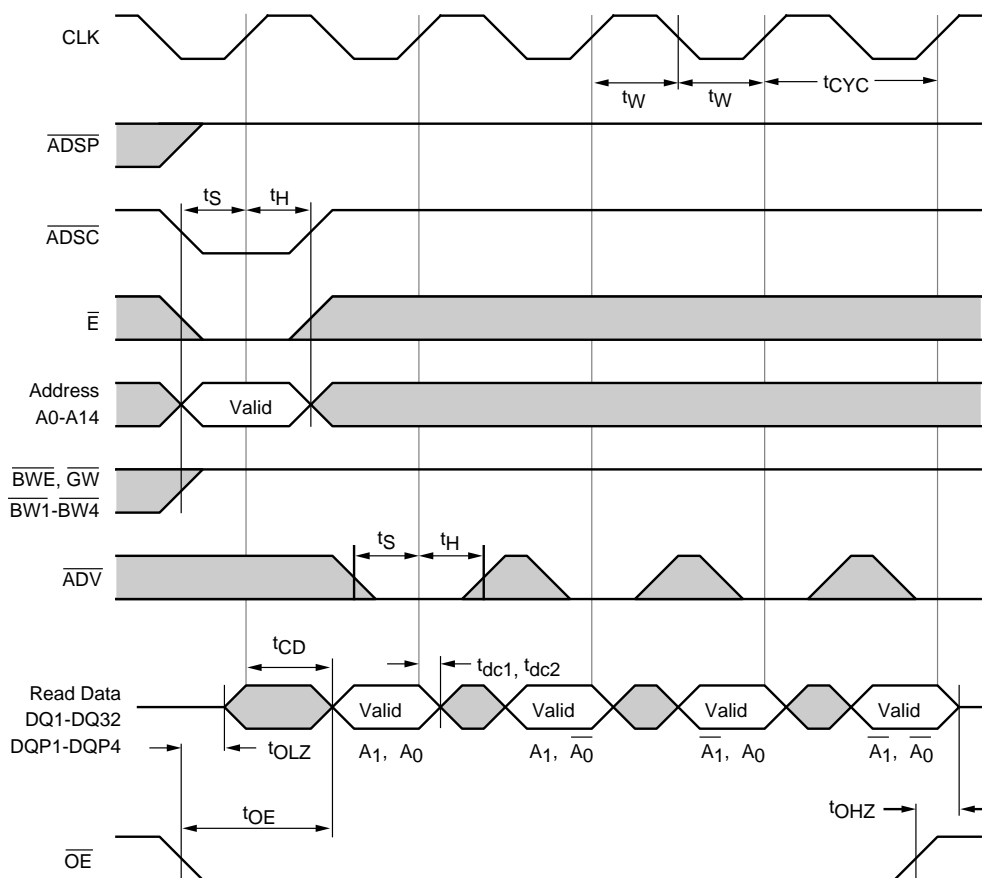 CLK
tW tW tCYC
ADSP
tS tH
ADSC
E
Address
A0-A14
Valid
BWE, GW
BW1-BW4
tS tH
ADV
tCD
tdc1, tdc2
Read Data
DQ1-DQ32
DQP1-DQP4
Valid Valid Valid Valid
tOLZ
A1, A0 A1, A0 A1, A0 A1, A0
tOE
tOHZ
OE